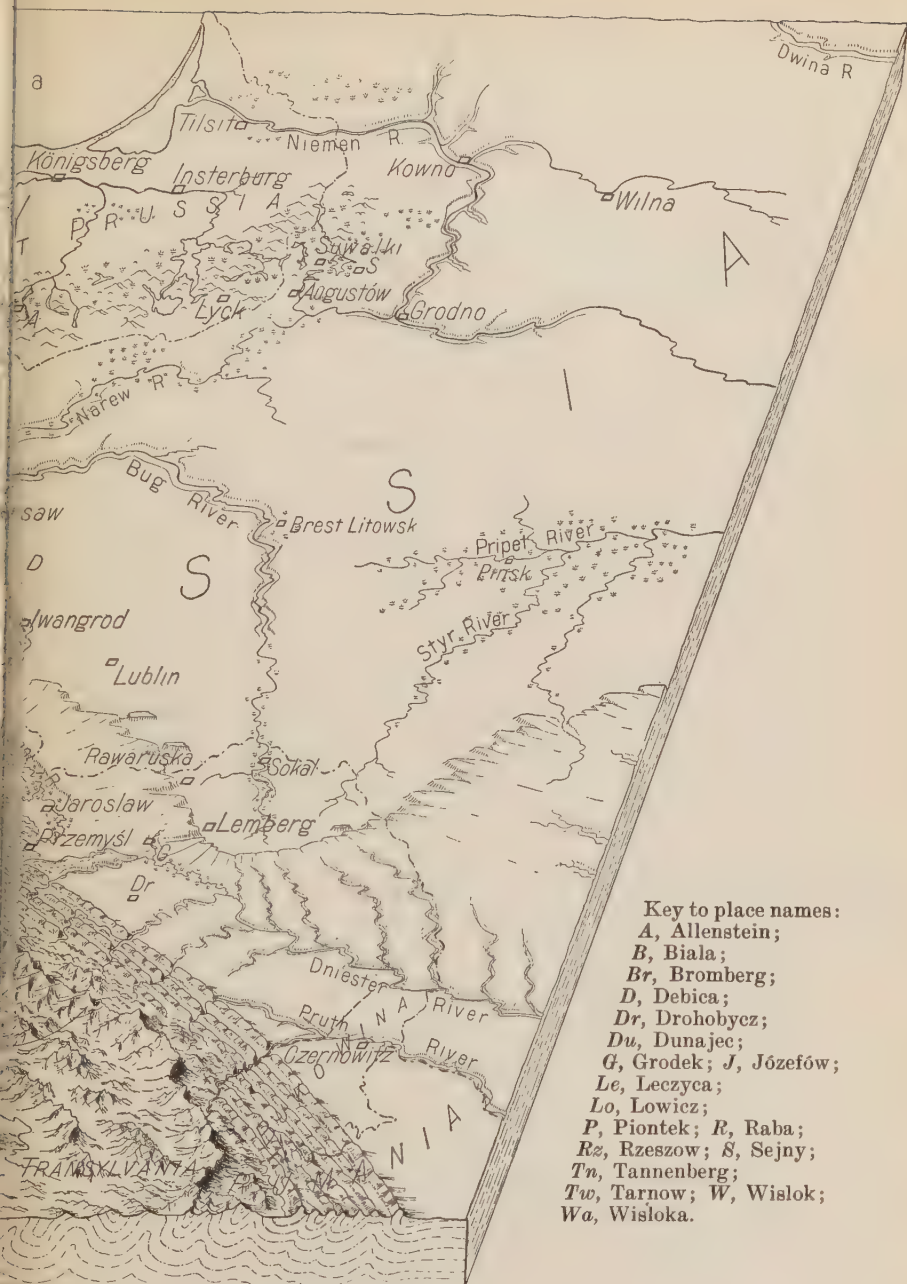 Dwina R
a
Tilsit
Niemen R.
Königsberg
Insterburg
Kowno
Wilna
PRUSSIA
I
T
A
Suwalki
S
Augustów
Lyck
Grodno
A
I
Narew R
Bug River
S
saw
Brest Litowsk
D
S
Pripet River
Pinsk
Iwangrod
Styr River
Lublin
Rawaruska
Sokal
Jaroslaw
Lemberg
Przemyśl
G
Dr
Dniester River
Pruth River
INA
Czernowitz
O
NIA
TRANSYLVANIA
Key to place names:
A, Allenstein;
B, Biala;
Br, Bromberg;
D, Debica;
Dr, Drohobycz;
Du, Dunajec;
G, Grodek; J, Józefów;
Le, Leczyca;
Lo, Lowicz;
P, Piontek; R, Raba;
Rz, Rzeszow; S, Sejny;
Tn, Tannenberg;
Tw, Tarnow; W, Wislok;
Wa, Wisloka.